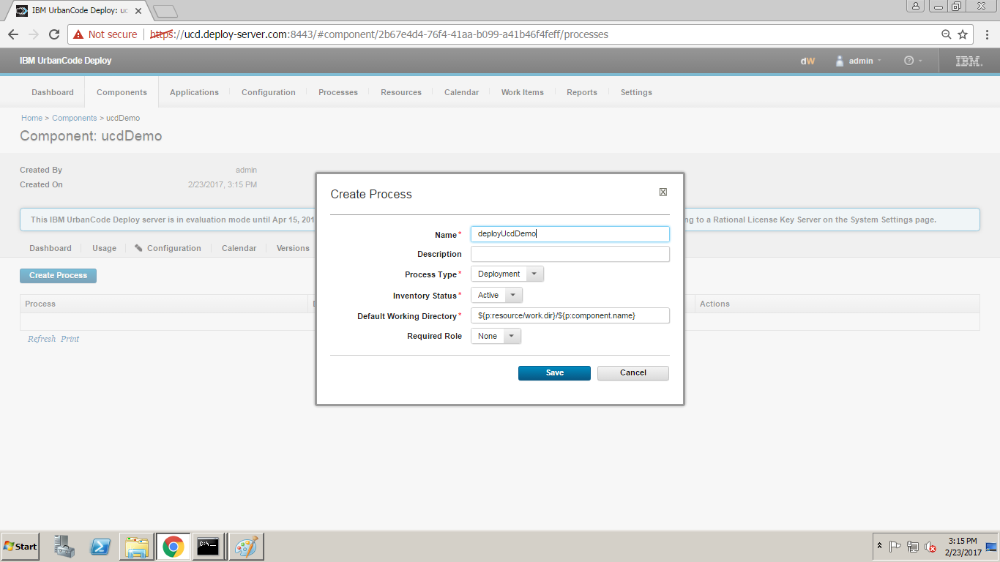 IBM UrbanCode Deploy: uc
Not secure https://ucd.deploy-server.com:8443/#component/2b67e4d4-76f4-41aa-b099-a41b46f4feff/processes
IBM UrbanCode Deploy dW admin IBM
Dashboard Components Applications Configuration Processes Resources Calendar Work Items Reports Settings
Home > Components > ucdDemo
Component: ucdDemo
Created By admin
Created On 2/23/2017, 3:15 PM
This IBM UrbanCode Deploy server is in evaluation mode until Apr 15, 201 ng to a Rational License Key Server on the System Settings page.
Dashboard Usage Configuration Calendar Versions
Create Process
Process D Actions
Refresh Print
Create Process
Name* deployUcdDemo
Description
Process Type* Deployment
Inventory Status* Active
Default Working Directory* ${p:resource/work.dir}/${p:component.name}
Required Role None
Save Cancel
Start
C:\.
3:15 PM
2/23/2017